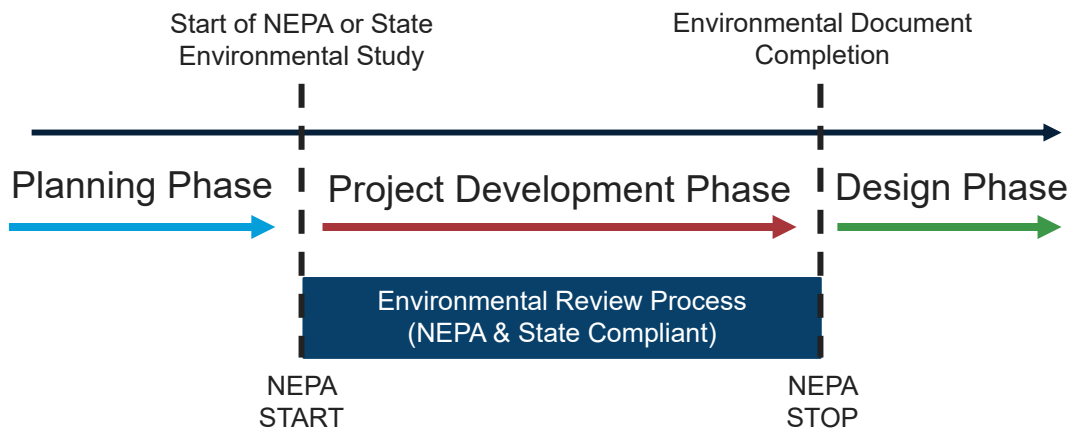 Start of NEPA or State
Environmental Study
Environmental Document
Completion
Planning Phase
Project Development Phase
Design Phase
Environmental Review Process
(NEPA & State Compliant)
NEPA
START
NEPA
STOP